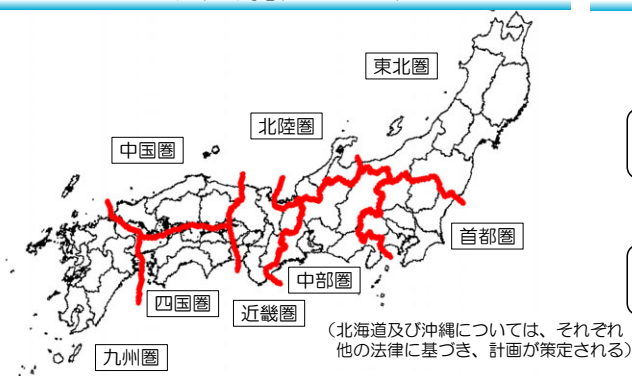 東北圏
北陸圏
中国圏
首都圏
中部圏
四国圏
近畿圏
(北海道及び沖縄については、それぞれ
他の法律に基づき、計画が策定される)
九州圏